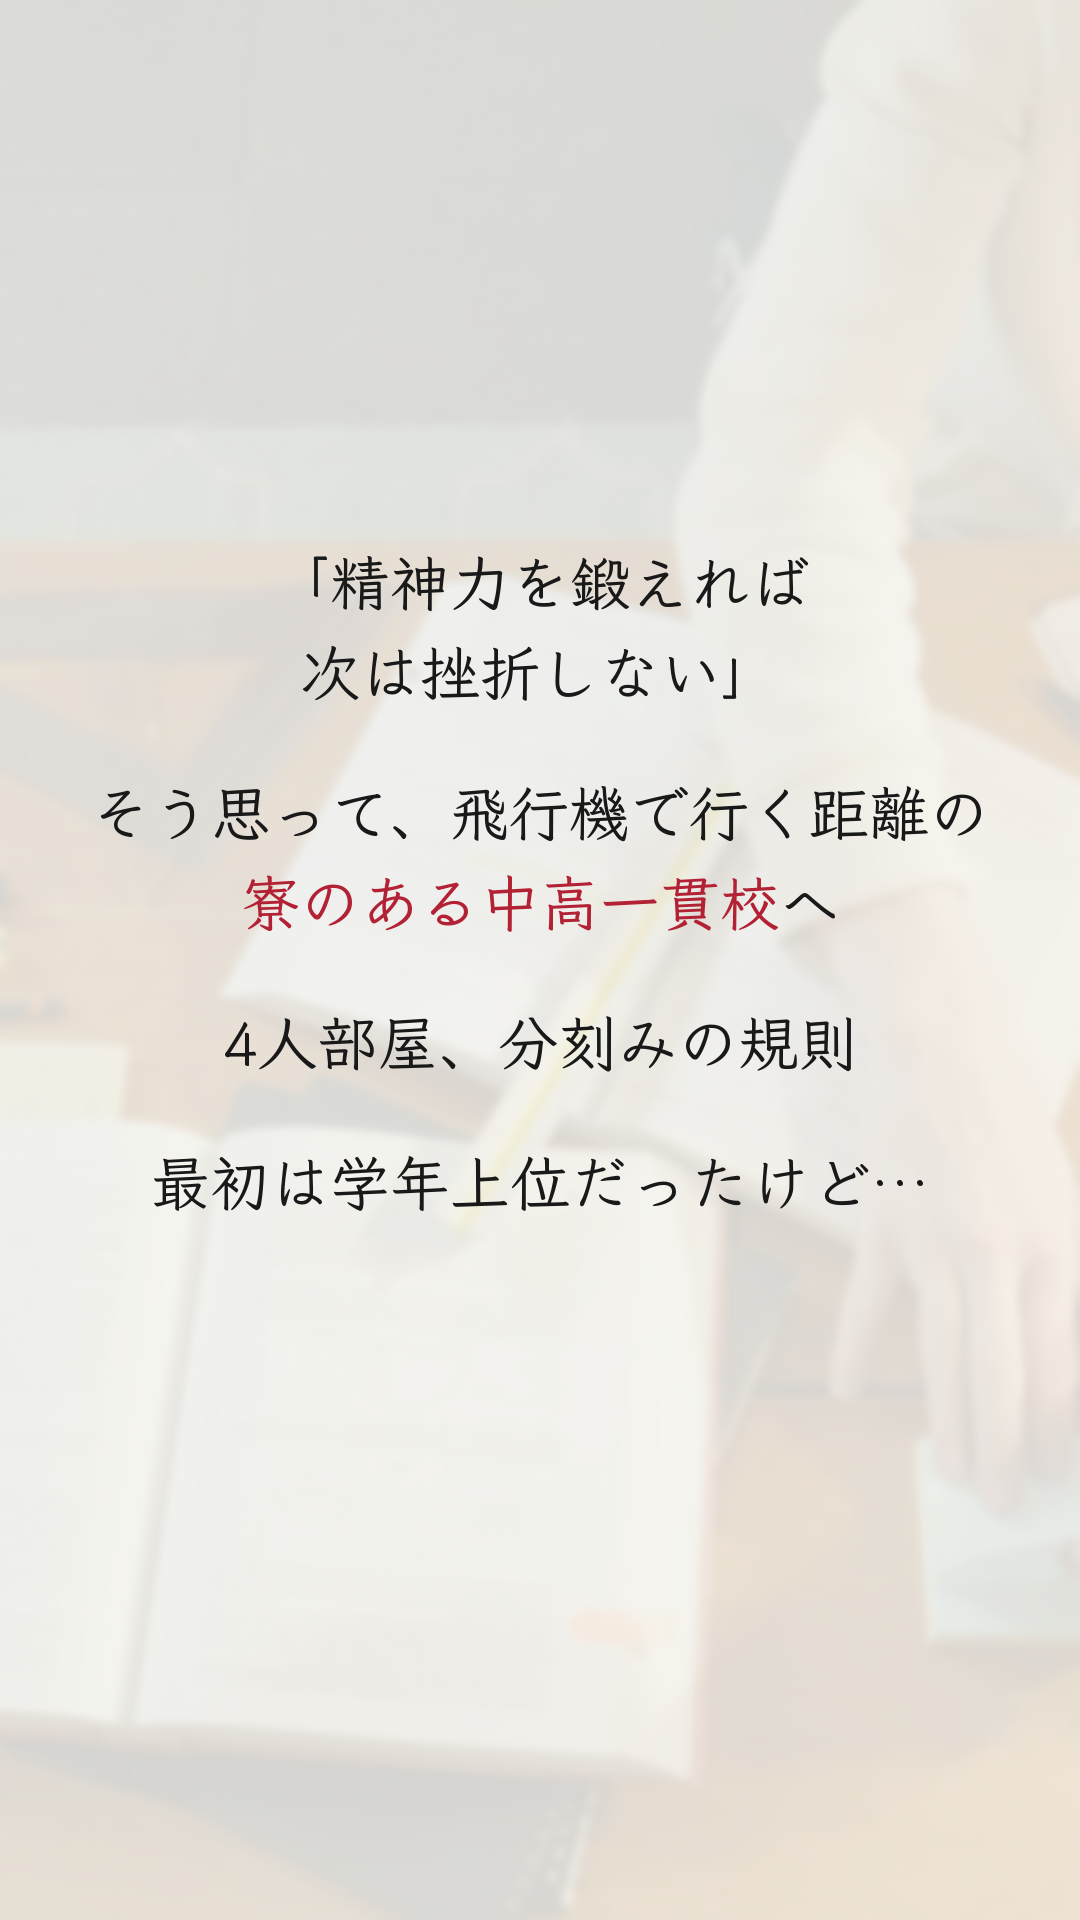 「精神力を鍛えれば
次は挫折しない」
そう思って、飛行機で行く距離の
寮のある中高一貫校へ
4人部屋、分刻みの規則
最初は学年上位だったけど…